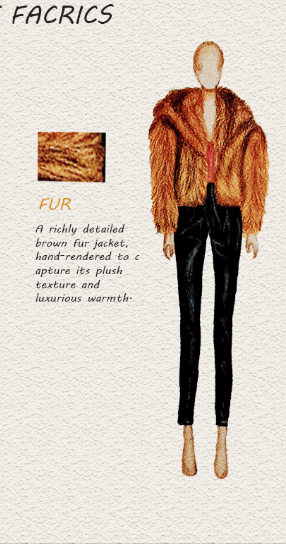 FACRICS
FUR
A richly detailed
brown fur jacket,
hand-rendered to c
apture its plush
texture and
luxurious warmth.